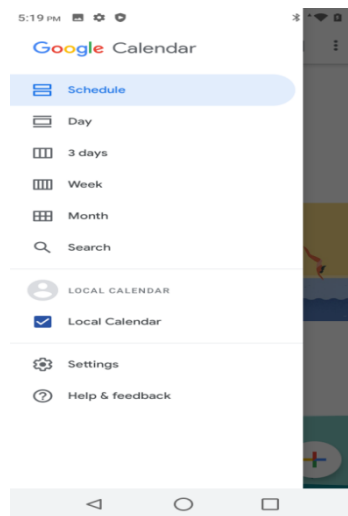 5:19 PM
Google Calendar
Schedule
Day
3 days
Week
Month
Search
LOCAL CALENDAR
Local Calendar
Settings
Help & feedback